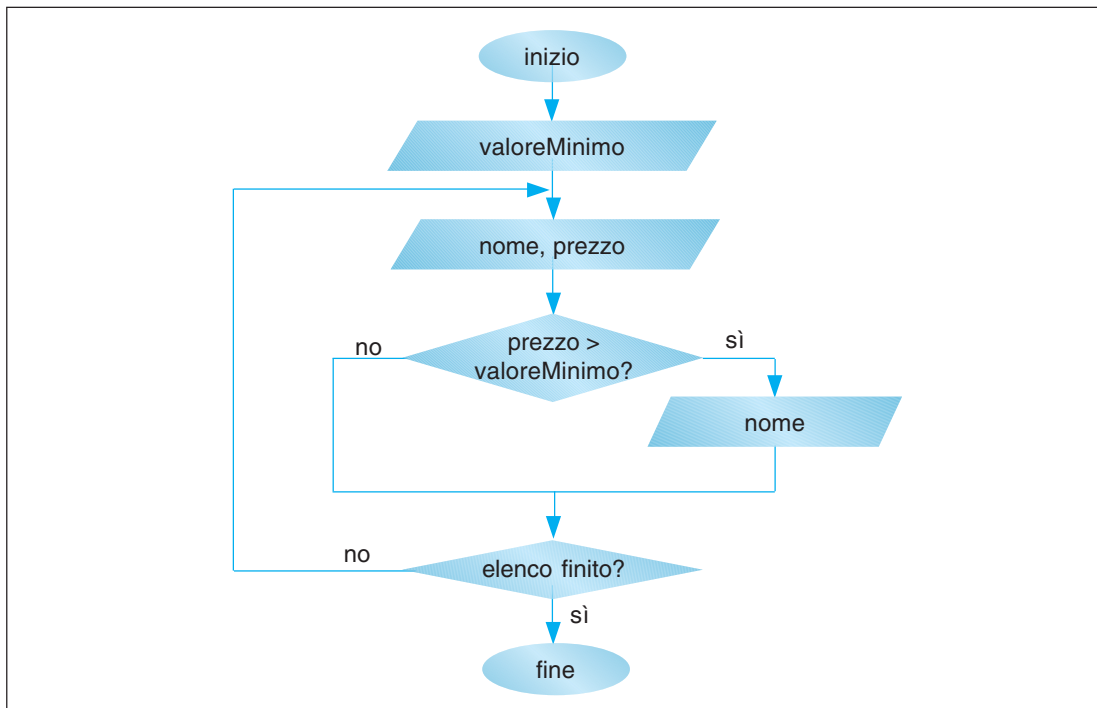 inizio
valoreMinimo
nome, prezzo
no
prezzo >
valoreMinimo?
sì
nome
no
elenco finito?
sì
fine